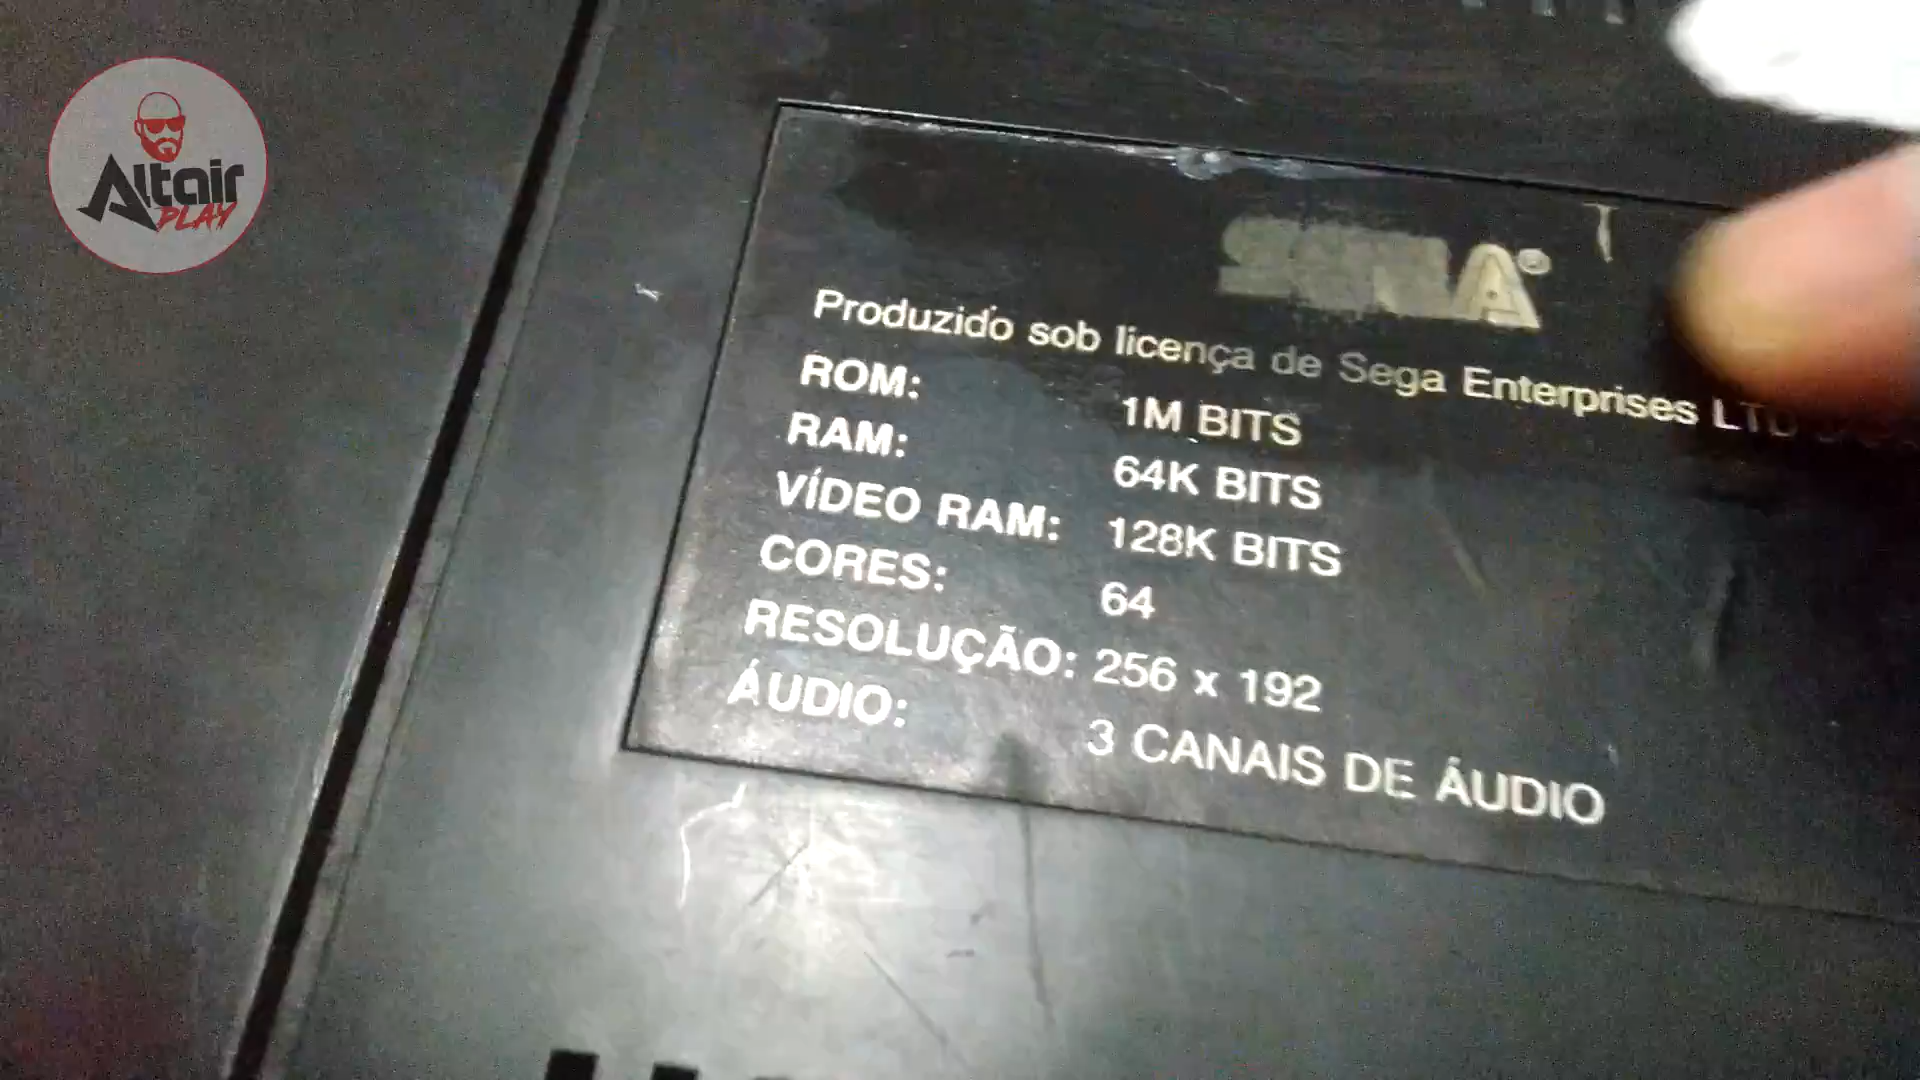 Altair
PLAY
SEGA®
Produzido sob licença de Sega Enterprises LTD
ROM: 1M BITS
RAM: 64K BITS
VÍDEO RAM: 128K BITS
CORES: 64
RESOLUÇÃO: 256 x 192
ÁUDIO: 3 CANAIS DE ÁUDIO